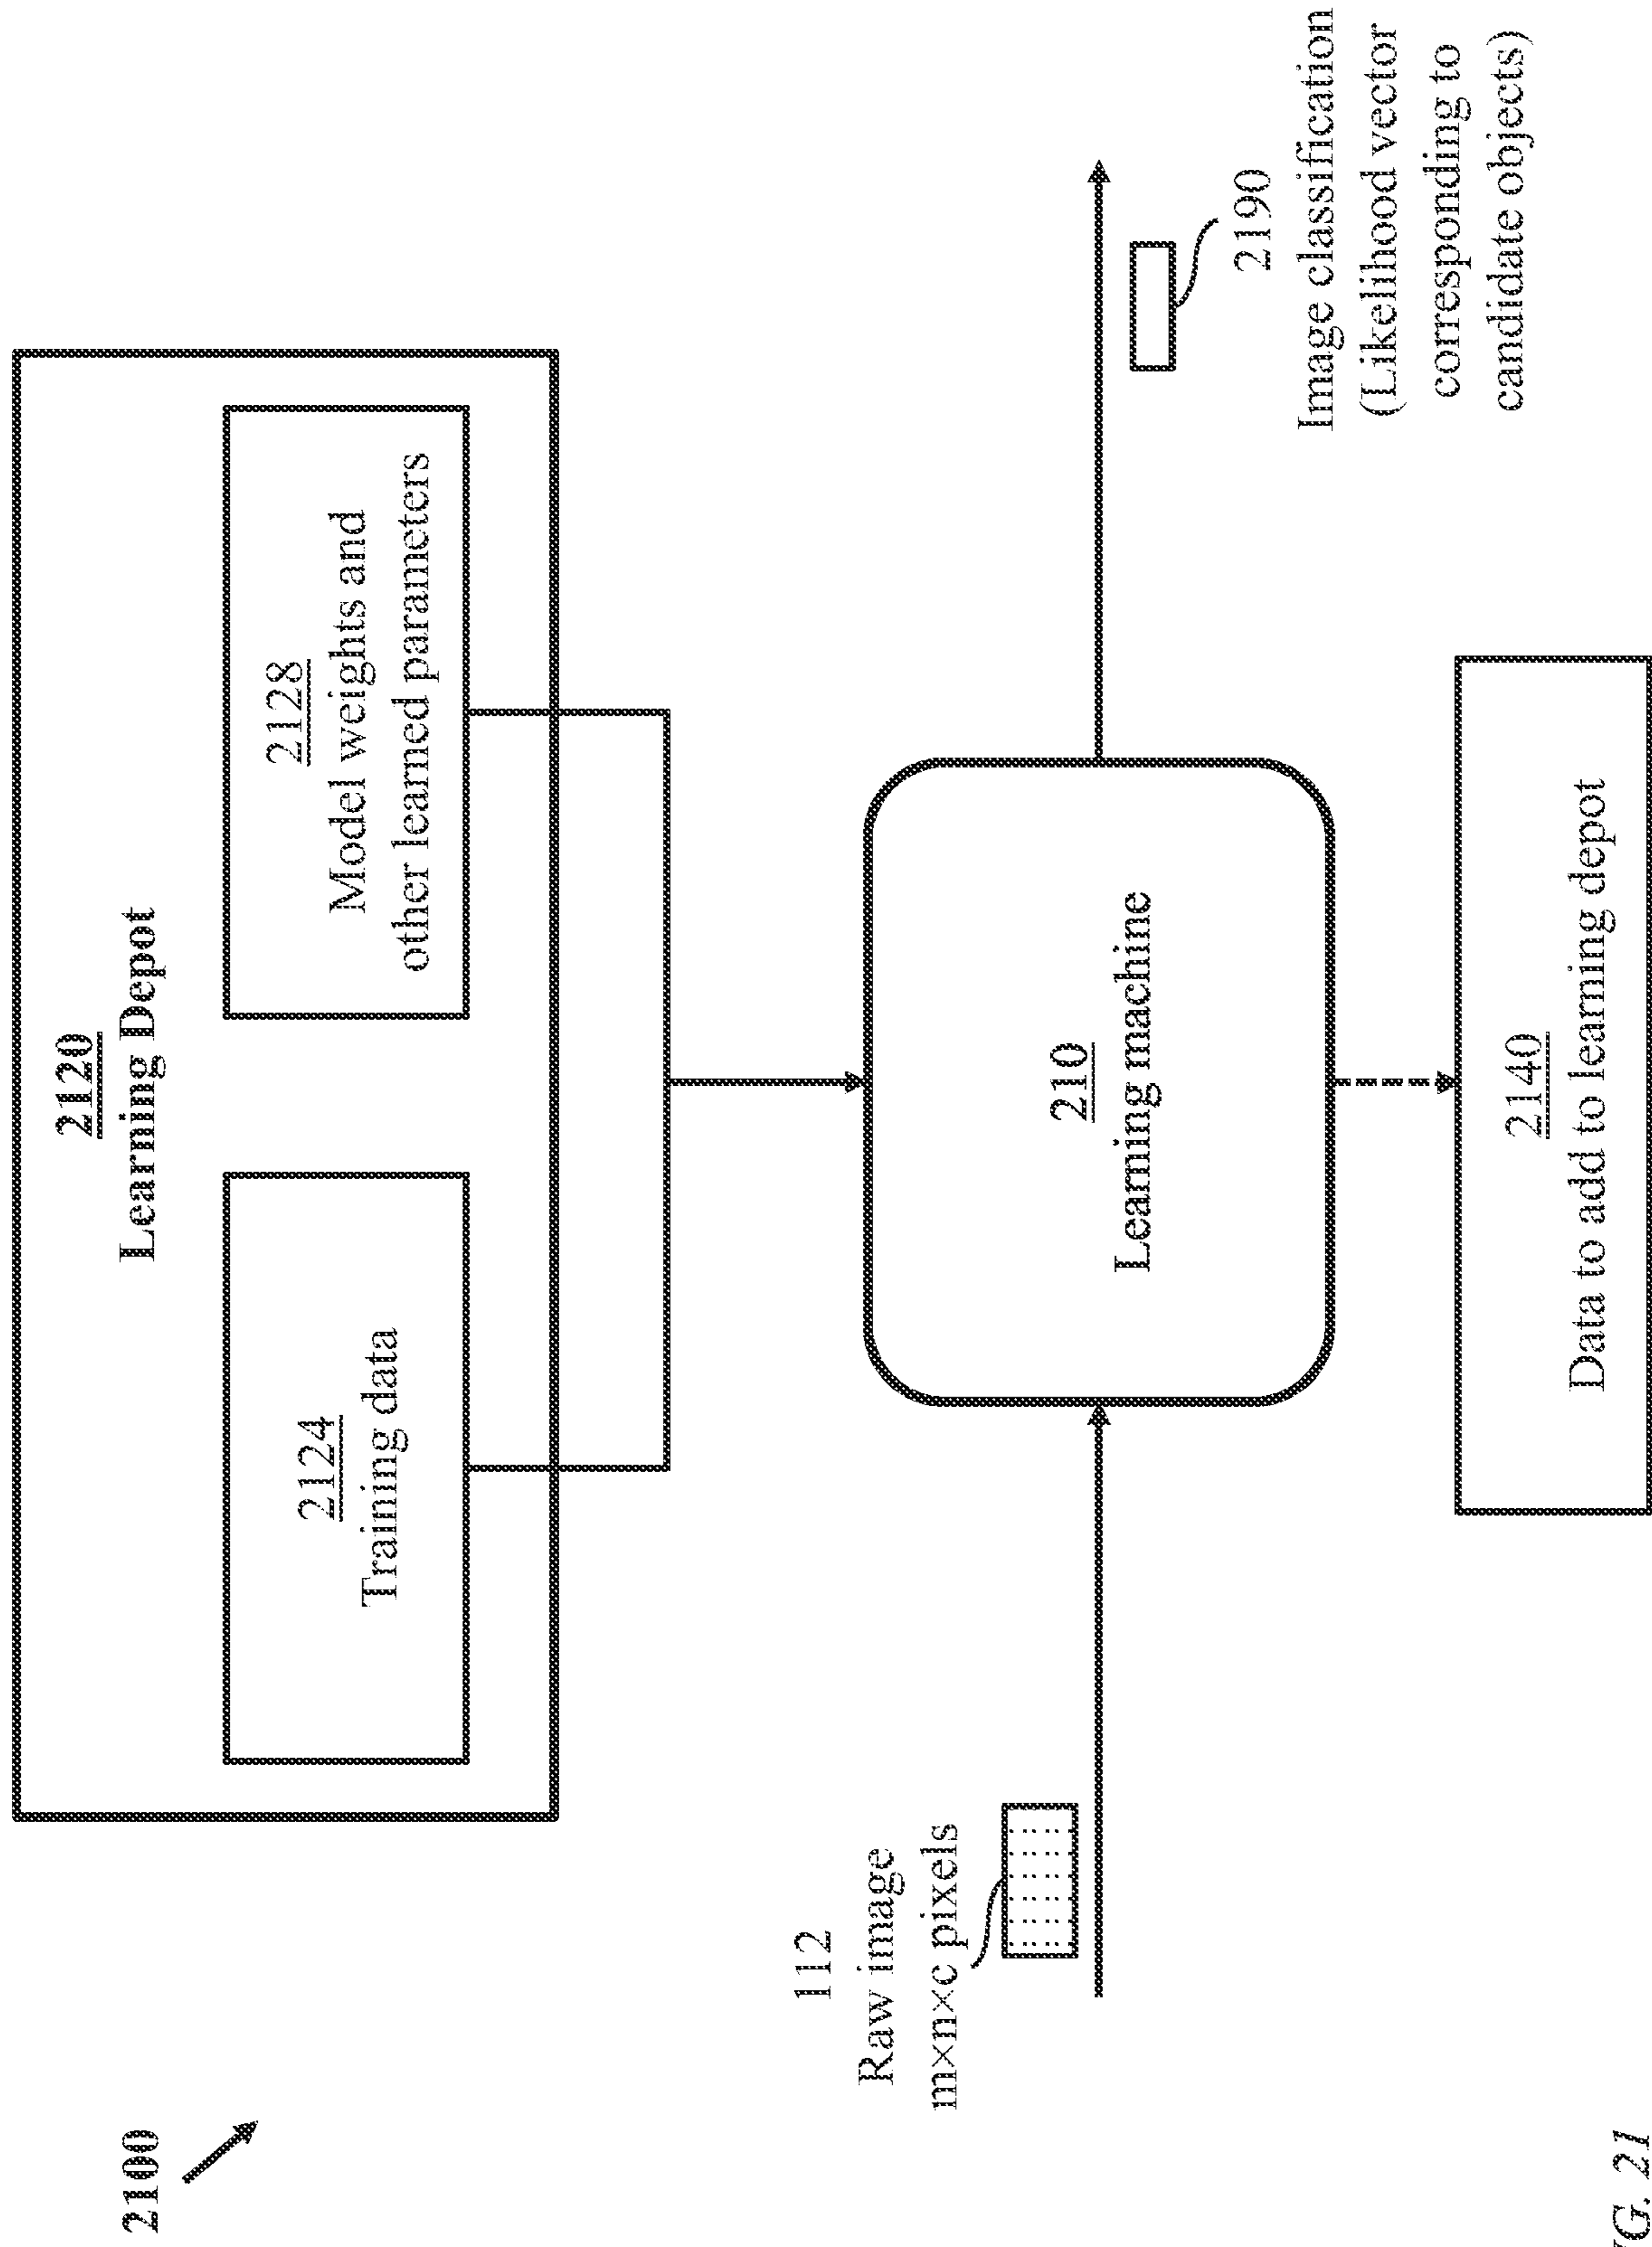 2100
2120
Learning Depot
2124
Training data
2128
Model weights and
other learned parameters
112
Raw image
m×n×c pixels
210
Learning machine
2190
Image classification
(Likelihood vector
corresponding to
candidate objects)
2140
Data to add to learning depot
21